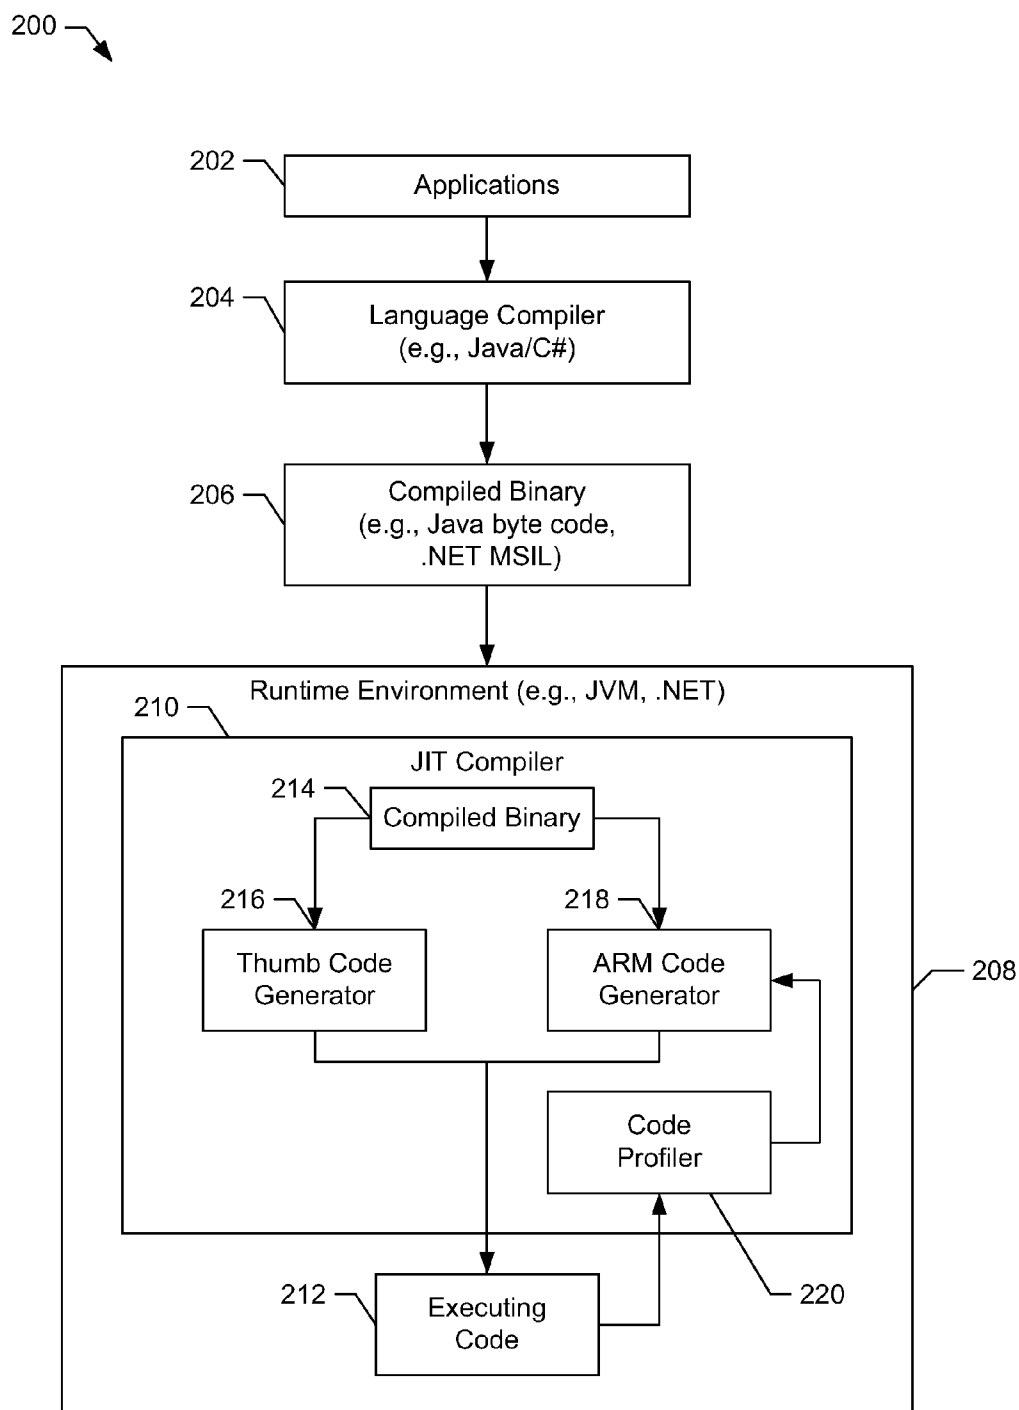 200
202
Applications
204
Language Compiler
(e.g., Java/C#)
206
Compiled Binary
(e.g., Java byte code,
.NET MSIL)
Runtime Environment (e.g., JVM, .NET)
210
JIT Compiler
214
Compiled Binary
216
218
Thumb Code
Generator
ARM Code
Generator
208
Code
Profiler
212
Executing
Code
220